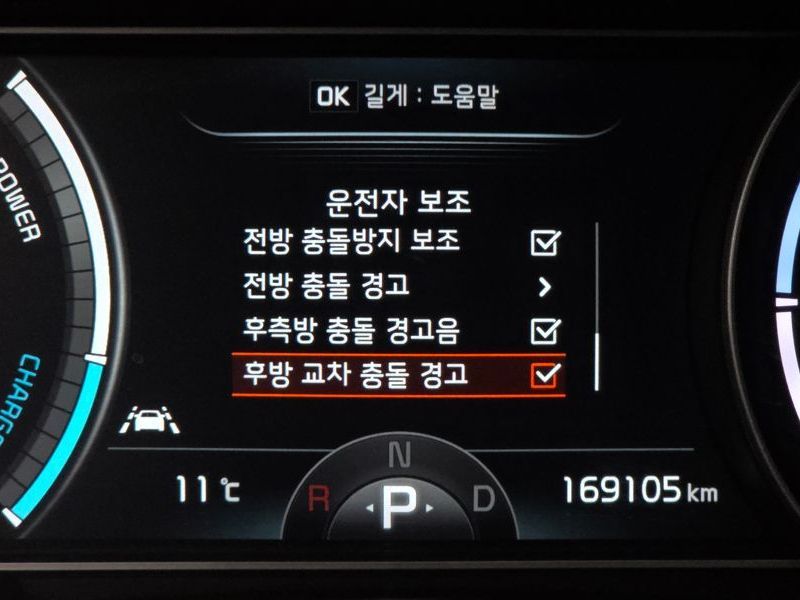 OK 길게 : 도움말
운전자 보조
전방 충돌방지 보조
전방 충돌 경고
후측방 충돌 경고음
후방 교차 충돌 경고
POWER
CHARGE
N
R P D
11 ℃
169105 km